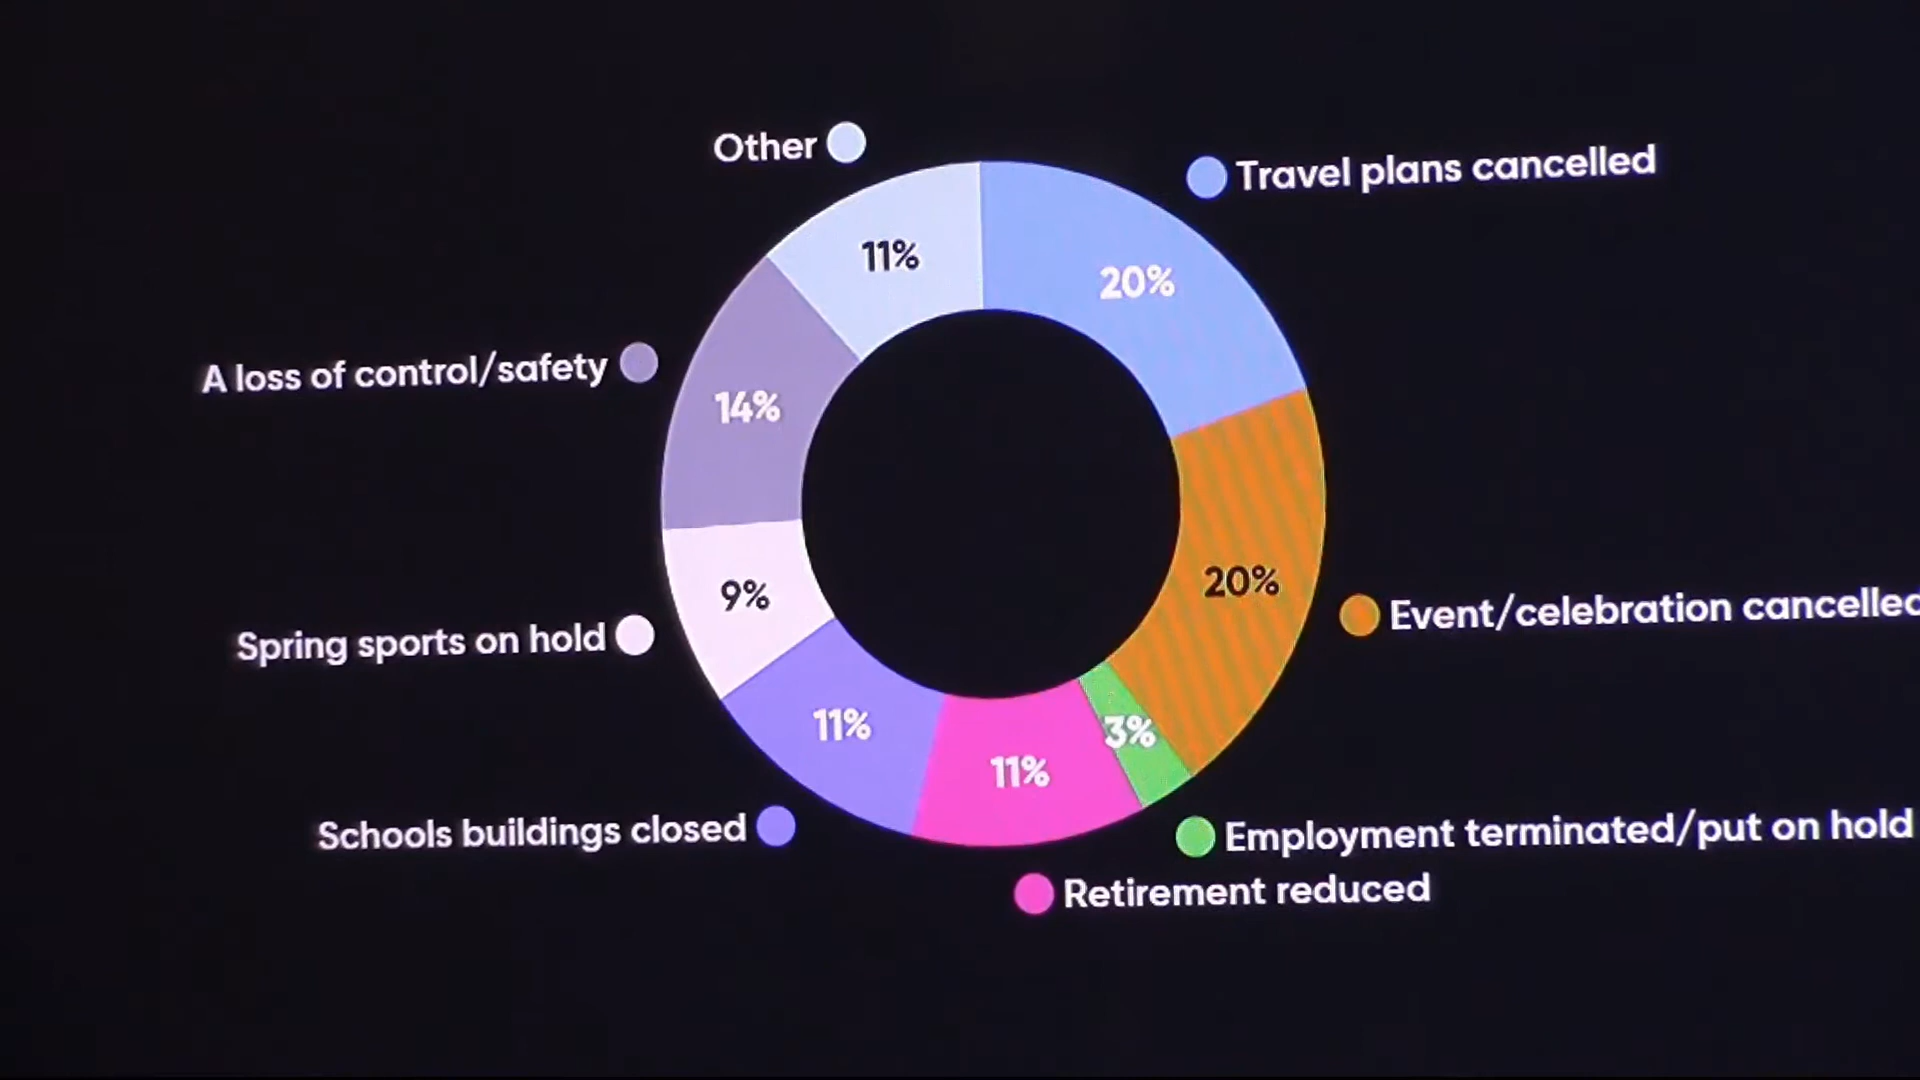 Other
Travel plans cancelled
11%
20%
A loss of control/safety
14%
Spring sports on hold
9%
20%
Event/celebration cancelled
11%
11%
3%
Schools buildings closed
Employment terminated/put on hold
Retirement reduced